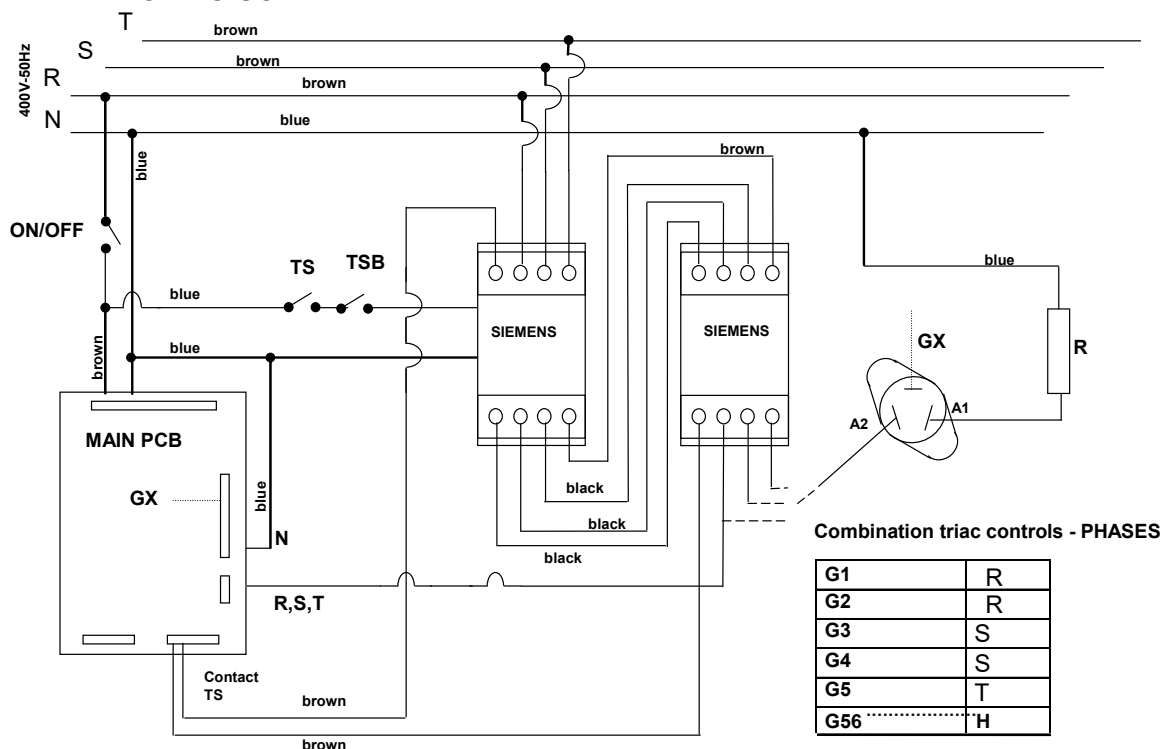 T
brown
S
brown
R
brown
N
blue
400V-50Hz
blue
brown
ON/OFF
TS
TSB
blue
blue
blue
brown
SIEMENS
SIEMENS
GX
R
A1
A2
MAIN PCB
GX
blue
N
black
black
black
R,S,T
Contact
TS
brown
brown
Combination triac controls - PHASES
G1 R
G2 R
G3 S
G4 S
G5 T
G56 H